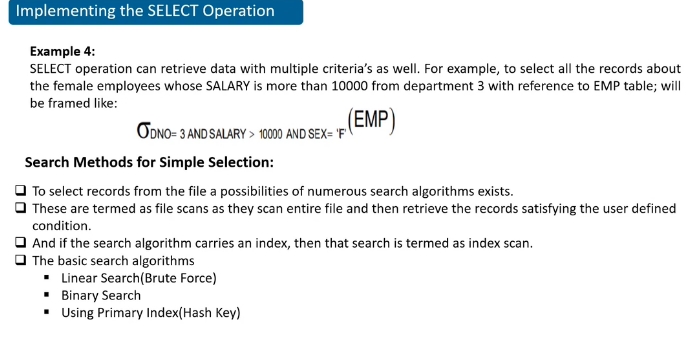 Implementing the SELECT Operation
Example 4:
SELECT operation can retrieve data with multiple criteria's as well. For example, to select all the records about
the female employees whose SALARY is more than 10000 from department 3 with reference to EMP table; will
be framed like:
σ DNO= 3 AND SALARY > 10000 AND SEX= 'F' (EMP)
Search Methods for Simple Selection:
❑ To select records from the file a possibilities of numerous search algorithms exists.
❑ These are termed as file scans as they scan entire file and then retrieve the records satisfying the user defined
condition.
❑ And if the search algorithm carries an index, then that search is termed as index scan.
❑ The basic search algorithms
▪ Linear Search(Brute Force)
▪ Binary Search
▪ Using Primary Index(Hash Key)